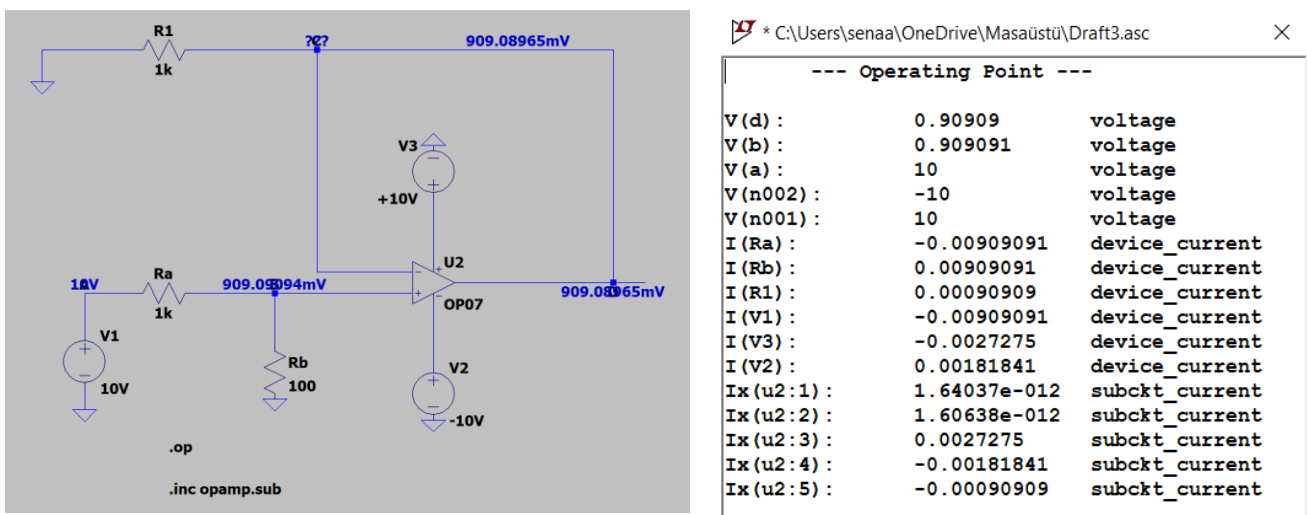 R1
1k
909.08965mV
V3
+10V
U2
OP07
Ra
1k
909.09094mV
909.08965mV
V1
10V
Rb
100
V2
-10V
.op
.inc opamp.sub
* C:\Users\senaa\OneDrive\Masaüstü\Draft3.asc
--- Operating Point ---
V(d): 0.90909 voltage
V(b): 0.909091 voltage
V(a): 10 voltage
V(n002): -10 voltage
V(n001): 10 voltage
I(Ra): -0.00909091 device_current
I(Rb): 0.00909091 device_current
I(R1): 0.00090909 device_current
I(V1): -0.00909091 device_current
I(V3): -0.0027275 device_current
I(V2): 0.00181841 device_current
Ix(u2:1): 1.64037e-012 subckt_current
Ix(u2:2): 1.60638e-012 subckt_current
Ix(u2:3): 0.0027275 subckt_current
Ix(u2:4): -0.00181841 subckt_current
Ix(u2:5): -0.00090909 subckt_current